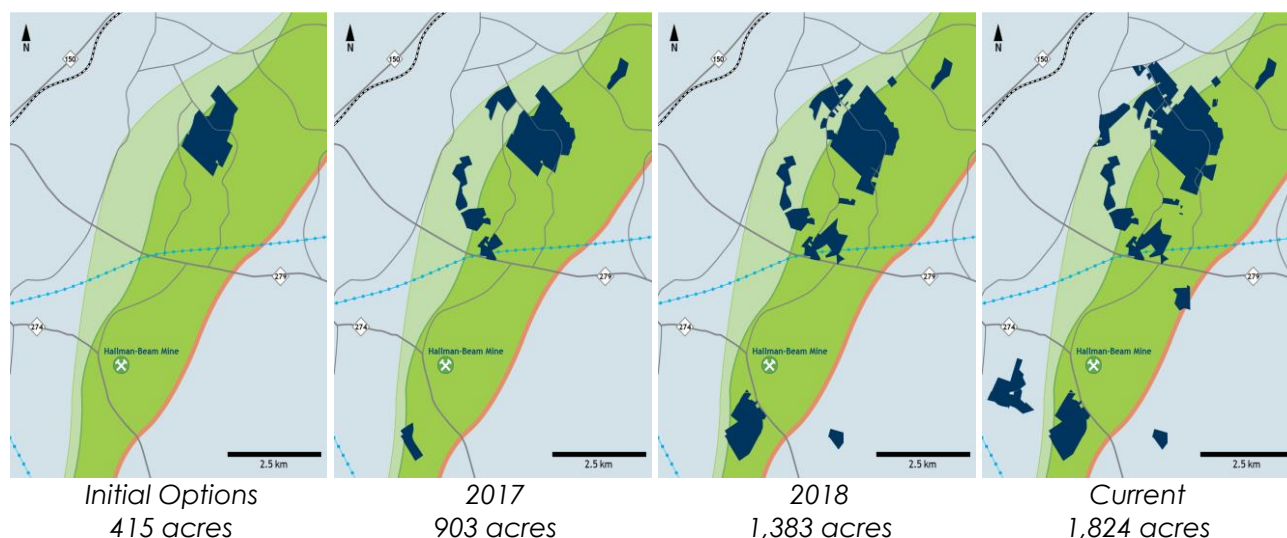 N
150
279
274
Hallman-Beam Mine
2.5 km
Initial Options
415 acres
N
150
279
274
Hallman-Beam Mine
2.5 km
2017
903 acres
N
150
279
274
Hallman-Beam Mine
2.5 km
2018
1,383 acres
N
150
279
274
Hallman-Beam Mine
2.5 km
Current
1,824 acres